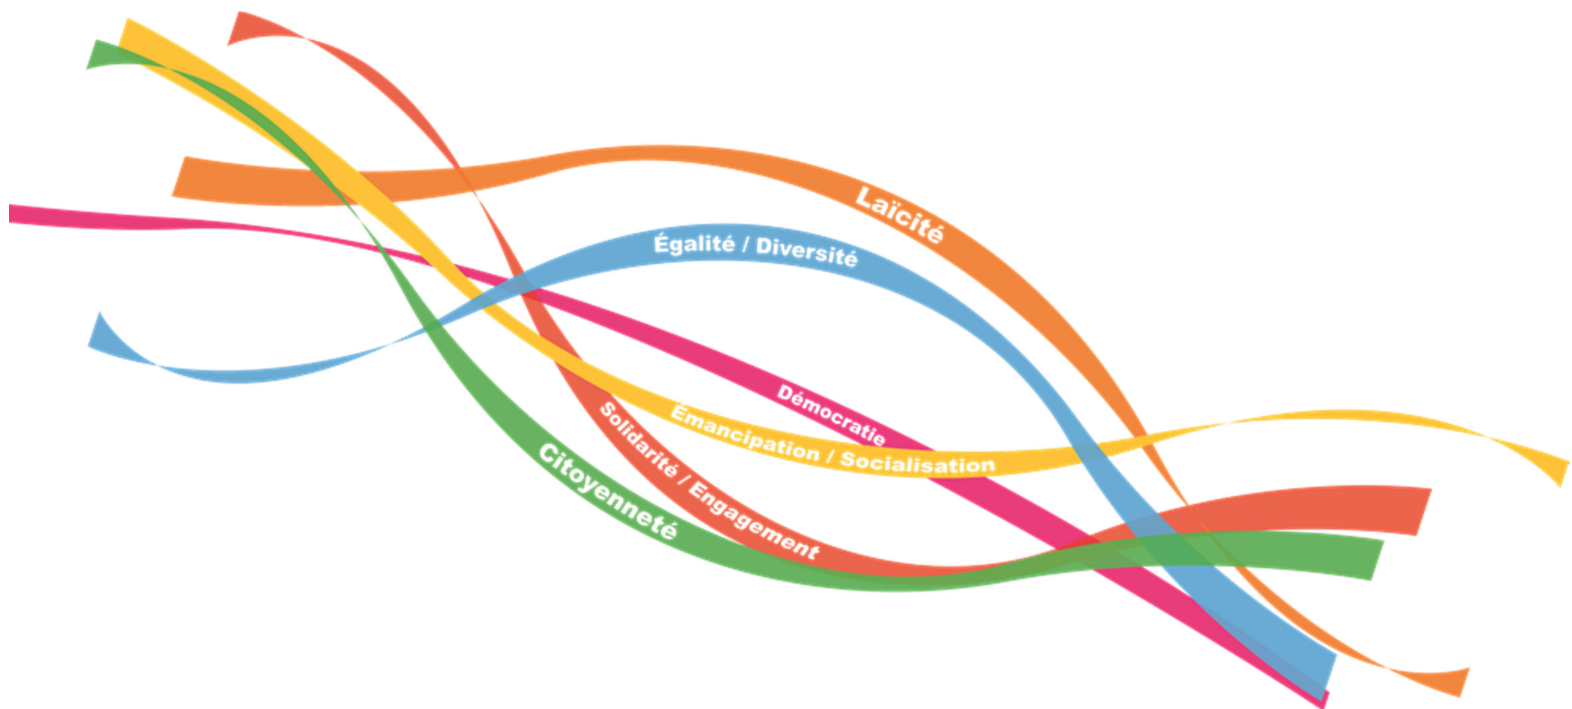 Laïcité
Égalité / Diversité
Démocratie
Émancipation / Socialisation
Solidarité / Engagement
Citoyenneté